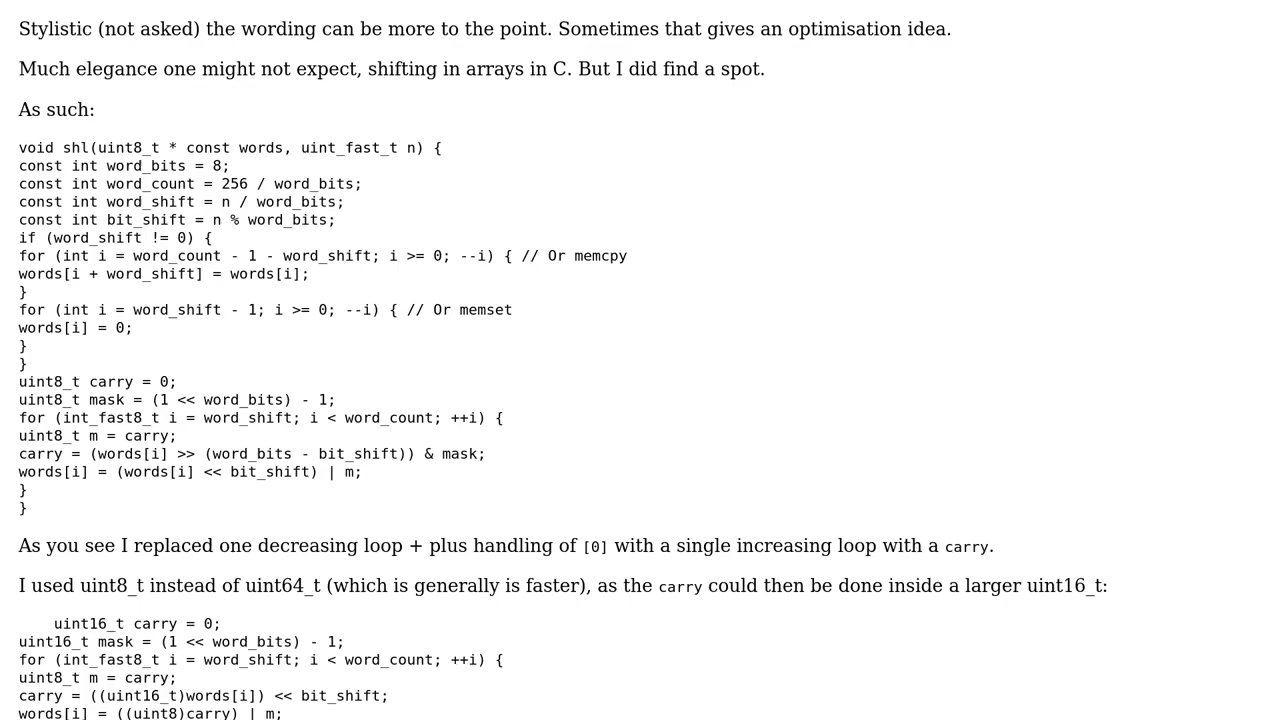 Stylistic (not asked) the wording can be more to the point. Sometimes that gives an optimisation idea.
Much elegance one might not expect, shifting in arrays in C. But I did find a spot.
As such:
void shl(uint8_t * const words, uint_fast_t n) {
const int word_bits = 8;
const int word_count = 256 / word_bits;
const int word_shift = n / word_bits;
const int bit_shift = n % word_bits;
if (word_shift != 0) {
for (int i = word_count - 1 - word_shift; i >= 0; --i) { // Or memcpy
words[i + word_shift] = words[i];
}
for (int i = word_shift - 1; i >= 0; --i) { // Or memset
words[i] = 0;
}
}
uint8_t carry = 0;
uint8_t mask = (1 << word_bits) - 1;
for (int_fast8_t i = word_shift; i < word_count; ++i) {
uint8_t m = carry;
carry = (words[i] >> (word_bits - bit_shift)) & mask;
words[i] = (words[i] << bit_shift) | m;
}
}
As you see I replaced one decreasing loop + plus handling of [0] with a single increasing loop with a carry.
I used uint8_t instead of uint64_t (which is generally is faster), as the carry could then be done inside a larger uint16_t:
uint16_t carry = 0;
uint16_t mask = (1 << word_bits) - 1;
for (int_fast8_t i = word_shift; i < word_count; ++i) {
uint8_t m = carry;
carry = ((uint16_t)words[i]) << bit_shift;
words[i] = ((uint8)carry) | m;